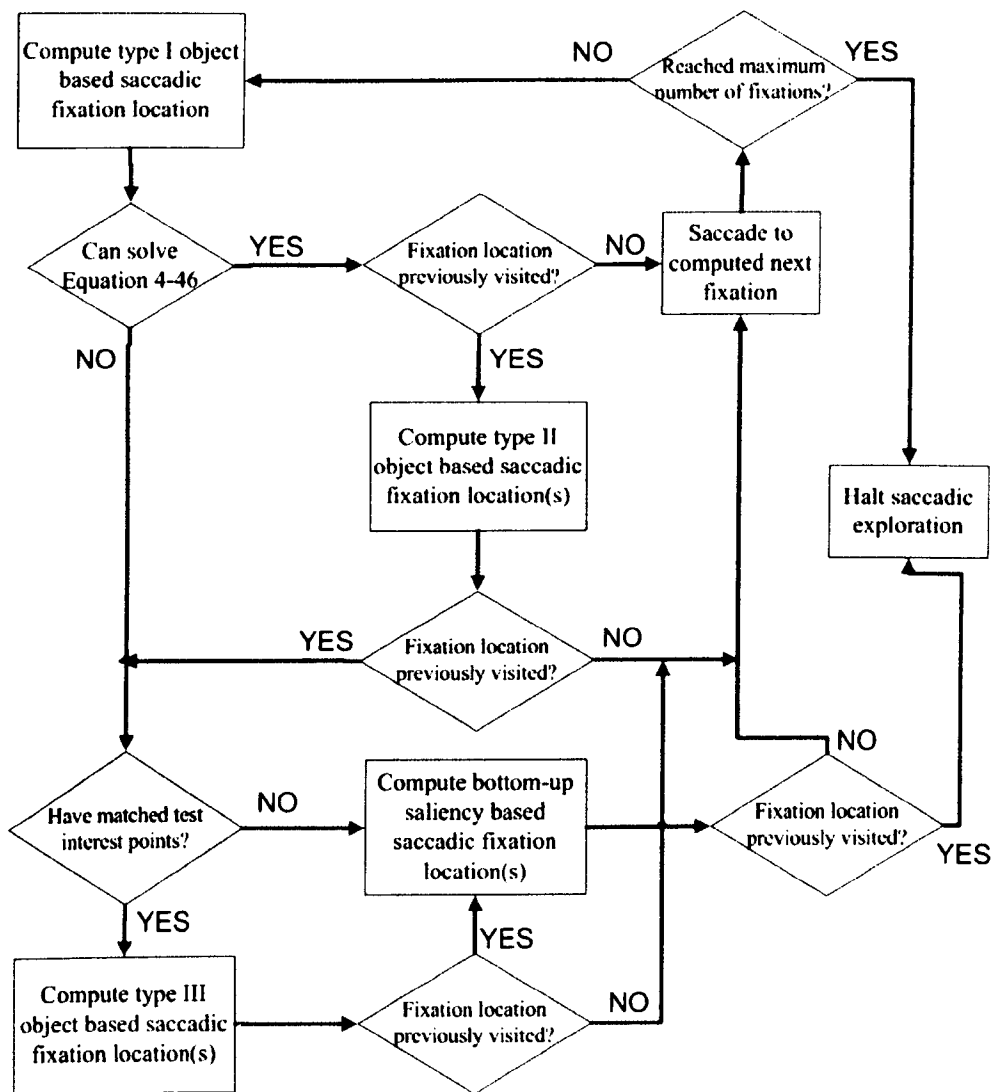 Compute type I object
based saccadic
fixation location
NO
Reached maximum
number of fixations?
YES
Can solve
Equation 4-46
YES
Fixation location
previously visited?
NO
Saccade to
computed next
fixation
NO
YES
Compute type II
object based saccadic
fixation location(s)
Halt saccadic
exploration
YES
Fixation location
previously visited?
NO
Have matched test
interest points?
NO
Compute bottom-up
saliency based
saccadic fixation
location(s)
NO
Fixation location
previously visited?
YES
YES
YES
Compute type III
object based saccadic
fixation location(s)
Fixation location
previously visited?
NO